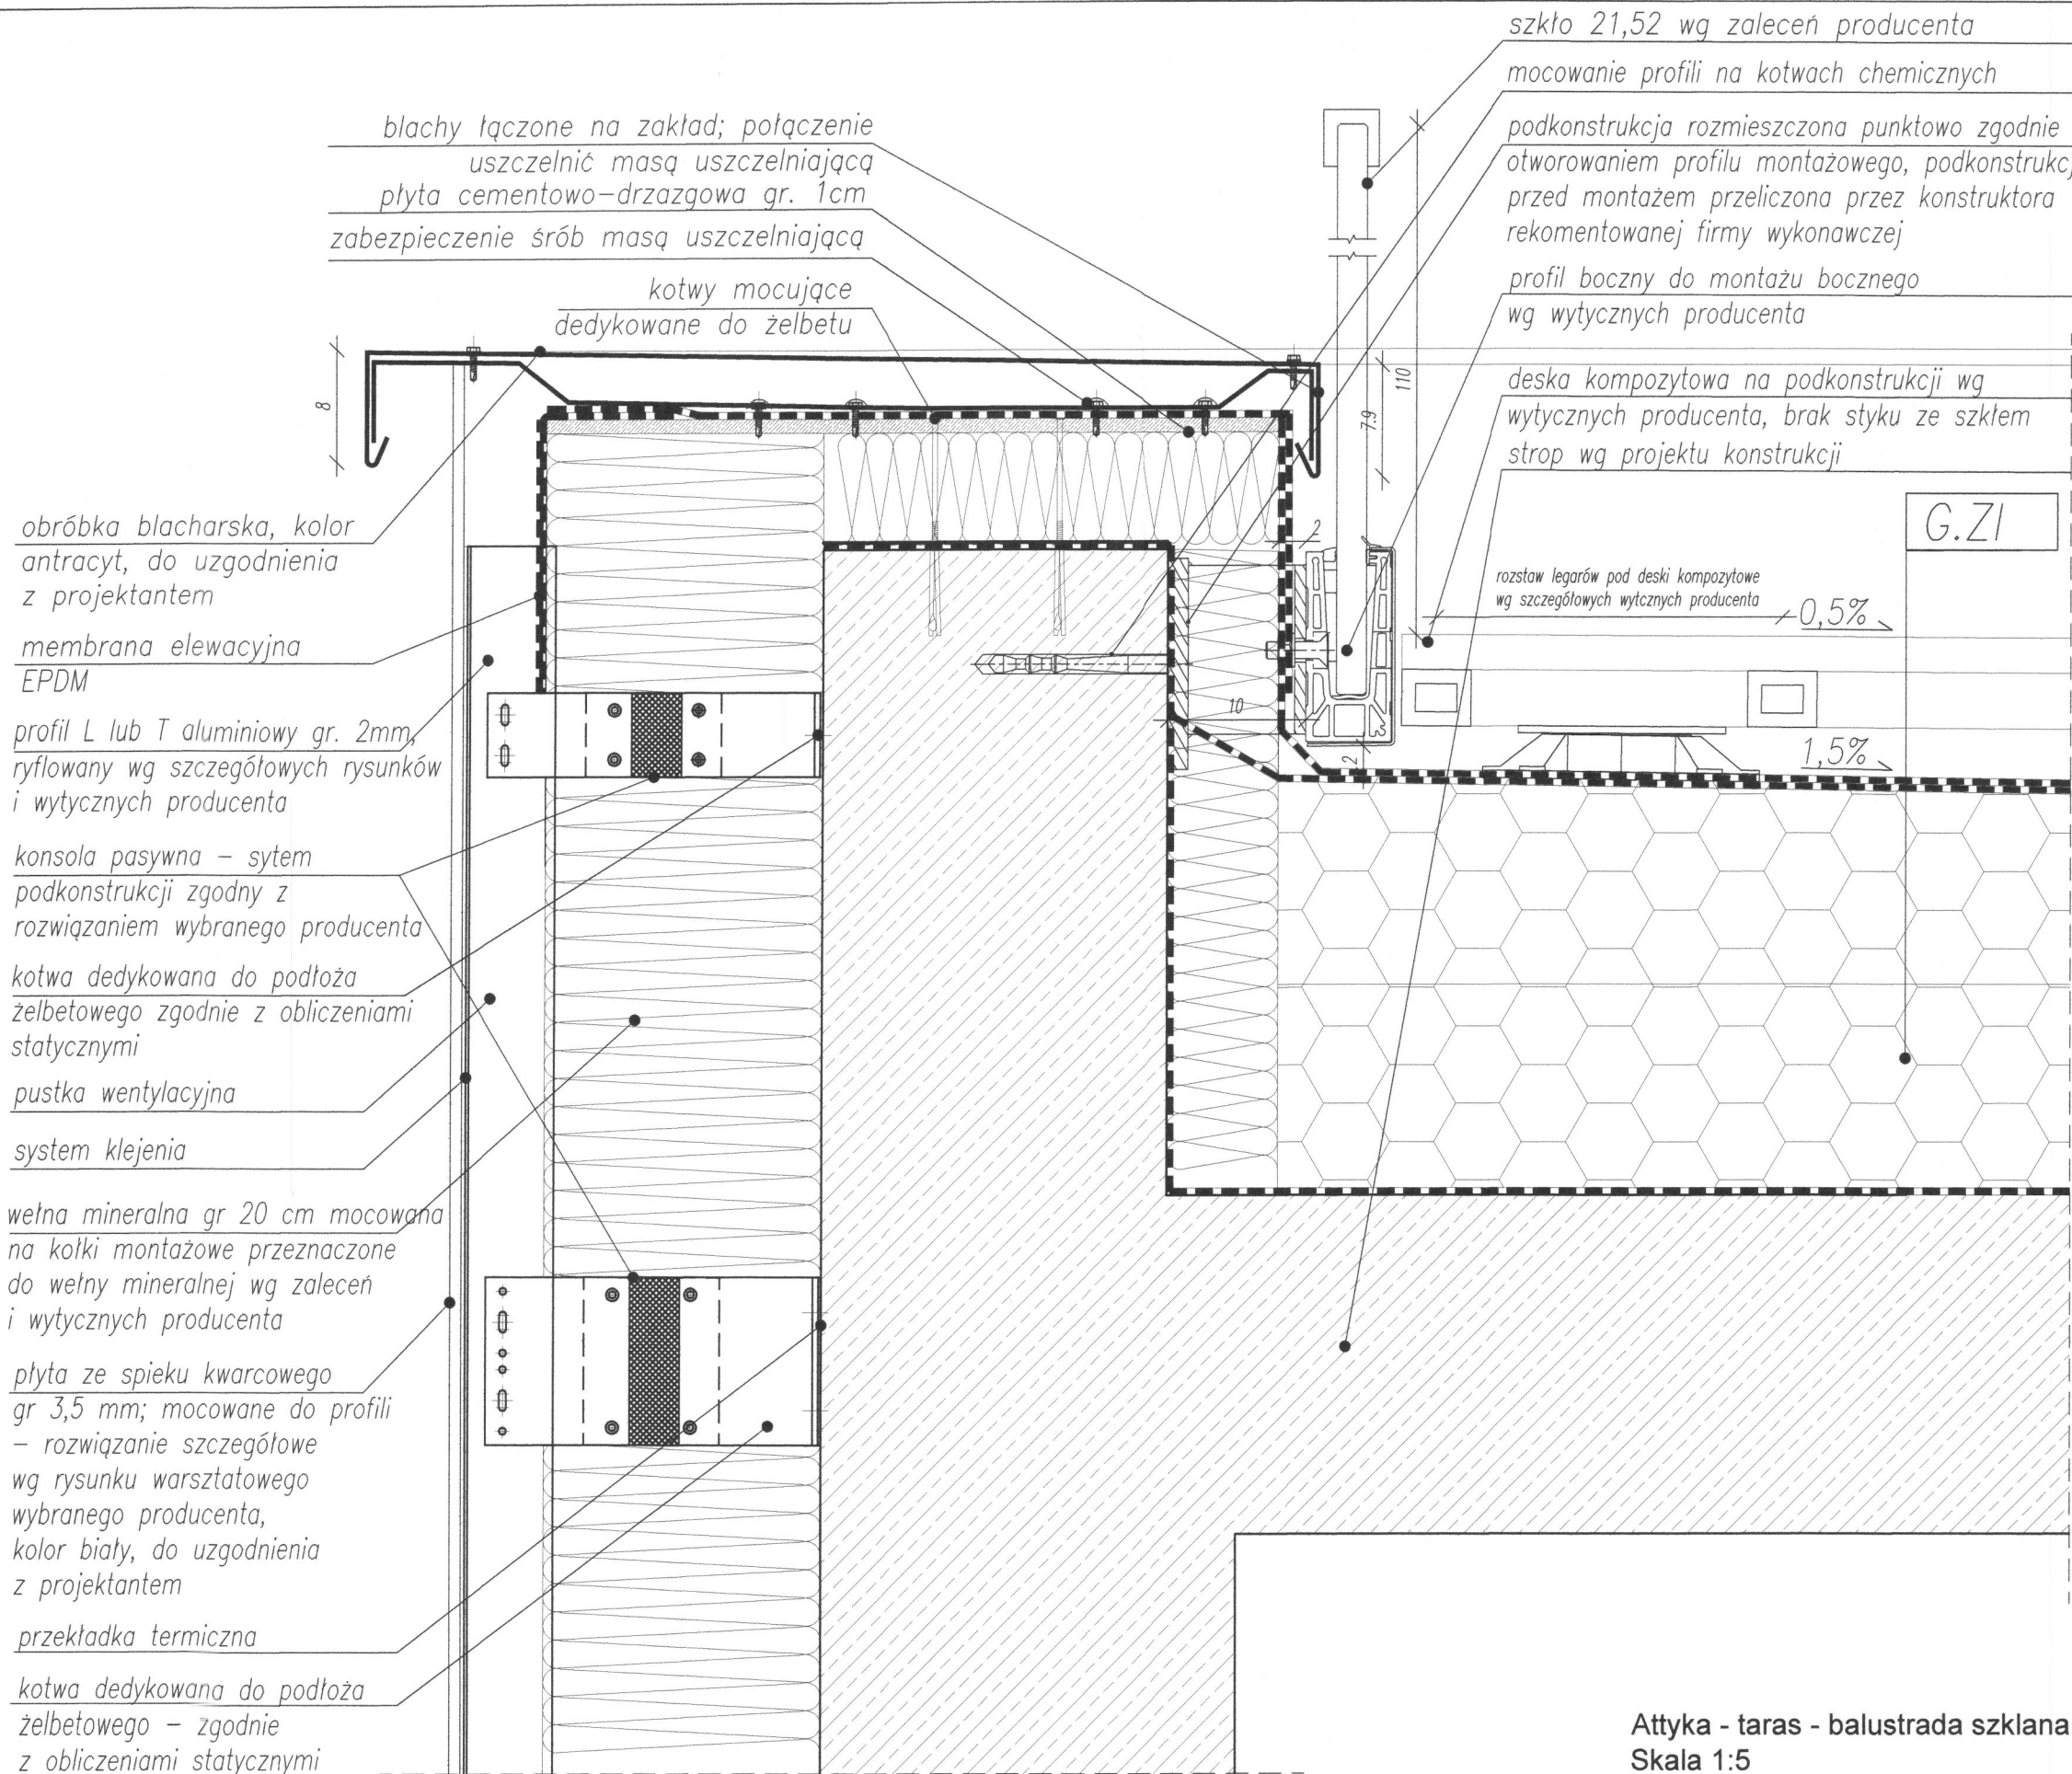 szkło 21,52 wg zaleceń producenta
mocowanie profili na kotwach chemicznych
podkonstrukcja rozmieszczona punktowo zgodnie
otworowaniem profilu montażowego, podkonstrukc
przed montażem przeliczona przez konstruktora
rekomentowanej firmy wykonawczej
profil boczny do montażu bocznego
wg wytycznych producenta
deska kompozytowa na podkonstrukcji wg
wytycznych producenta, brak styku ze szkłem
strop wg projektu konstrukcji
blachy łączone na zakład; połączenie
uszczelnić masą uszczelniającą
płyta cementowo-drzazgowa gr. 1cm
zabezpieczenie śrób masą uszczelniającą
kotwy mocujące
dedykowane do żelbetu
8
110
7.9
2
10
2
G.ZI
rozstaw legarów pod deski kompozytowe
wg szczegółowych wytcznych producenta
0,5%
1,5%
obróbka blacharska, kolor
antracyt, do uzgodnienia
z projektantem
membrana elewacyjna
EPDM
profil L lub T aluminiowy gr. 2mm,
ryflowany wg szczegółowych rysunków
i wytycznych producenta
konsola pasywna – sytem
podkonstrukcji zgodny z
rozwiązaniem wybranego producenta
kotwa dedykowana do podłoża
żelbetowego zgodnie z obliczeniami
statycznymi
pustka wentylacyjna
system klejenia
wełna mineralna gr 20 cm mocowana
na kołki montażowe przeznaczone
do wełny mineralnej wg zaleceń
i wytycznych producenta
płyta ze spieku kwarcowego
gr 3,5 mm; mocowane do profili
– rozwiązanie szczegółowe
wg rysunku warsztatowego
wybranego producenta,
kolor biały, do uzgodnienia
z projektantem
przekładka termiczna
kotwa dedykowana do podłoża
żelbetowego – zgodnie
z obliczeniami statycznymi
Attyka - taras - balustrada szklana
Skala 1:5